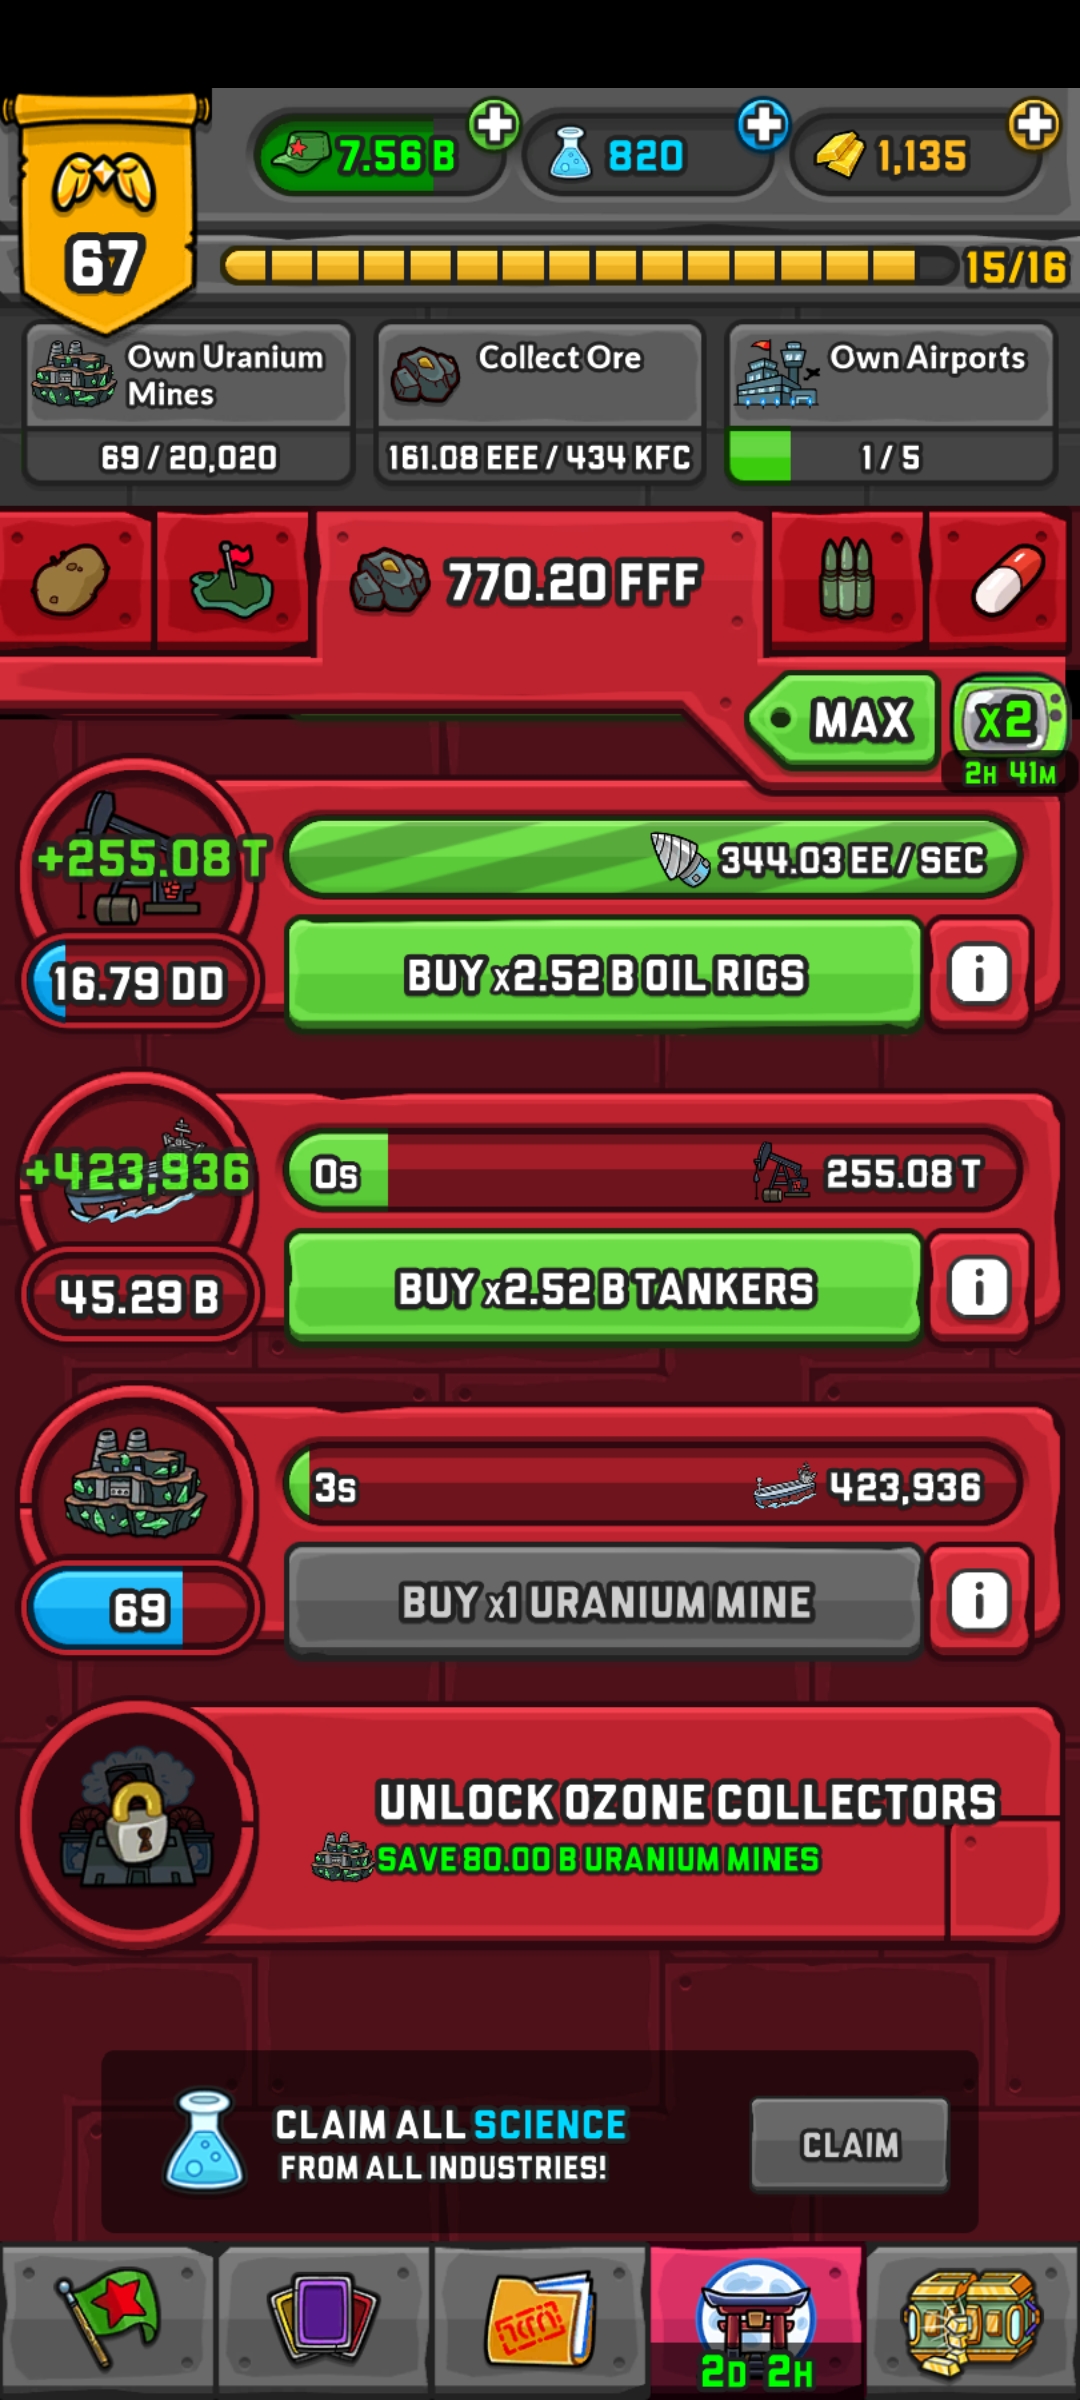 7.56 B
820
1,135
67
15/16
Own Uranium
Mines
69 / 20,020
Collect Ore
161.08 EEE / 434 KFC
Own Airports
1 / 5
770.20 FFF
MAX
x2
2H 41M
+255.08 T
344.03 EE / SEC
16.79 DD
BUY x2.52 B OIL RIGS
i
+423,936
0s
255.08 T
45.29 B
BUY x2.52 B TANKERS
i
3s
423,936
69
BUY x1 URANIUM MINE
i
UNLOCK OZONE COLLECTORS
SAVE 80.00 B URANIUM MINES
CLAIM ALL SCIENCE
FROM ALL INDUSTRIES!
CLAIM
2D 2H